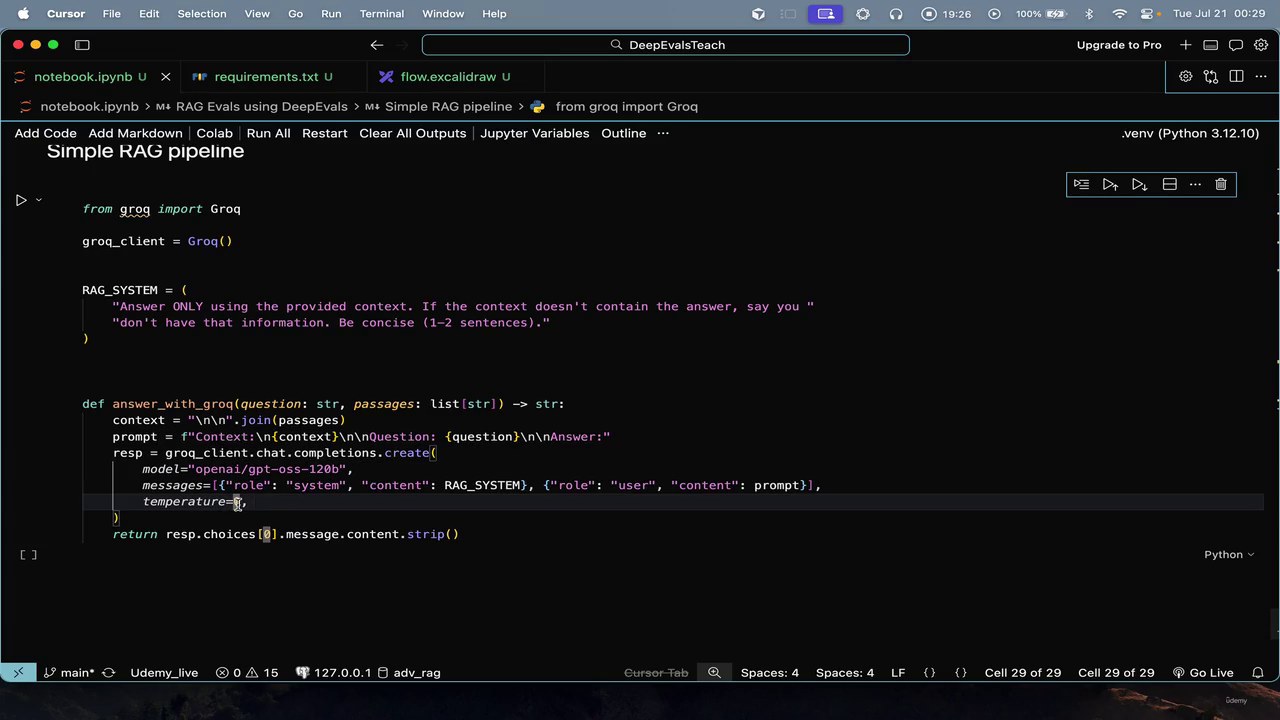 Cursor File Edit Selection View Go Run Terminal Window Help 19:26 100% Tue Jul 21 00:29
DeepEvalsTeach Upgrade to Pro
notebook.ipynb U requirements.txt U flow.excalidraw U
notebook.ipynb > RAG Evals using DeepEvals > Simple RAG pipeline > from groq import Groq
Add Code Add Markdown Colab Run All Restart Clear All Outputs Jupyter Variables Outline ... .venv (Python 3.12.10)
Simple RAG pipeline
from groq import Groq
groq_client = Groq()
RAG_SYSTEM = (
"Answer ONLY using the provided context. If the context doesn't contain the answer, say you "
"don't have that information. Be concise (1–2 sentences)."
)
def answer_with_groq(question: str, passages: list[str]) -> str:
context = "\n\n".join(passages)
prompt = f"Context:\n{context}\n\nQuestion: {question}\n\nAnswer:"
resp = groq_client.chat.completions.create(
model="openai/gpt-oss-120b",
messages=[{"role": "system", "content": RAG_SYSTEM}, {"role": "user", "content": prompt}],
temperature=
)
return resp.choices[0].message.content.strip()
[ ] Python
main* Udemy_live 0 15 127.0.0.1 adv_rag Cursor Tab Spaces: 4 Spaces: 4 LF {} {} Cell 29 of 29 Cell 29 of 29 Go Live
ûdemy